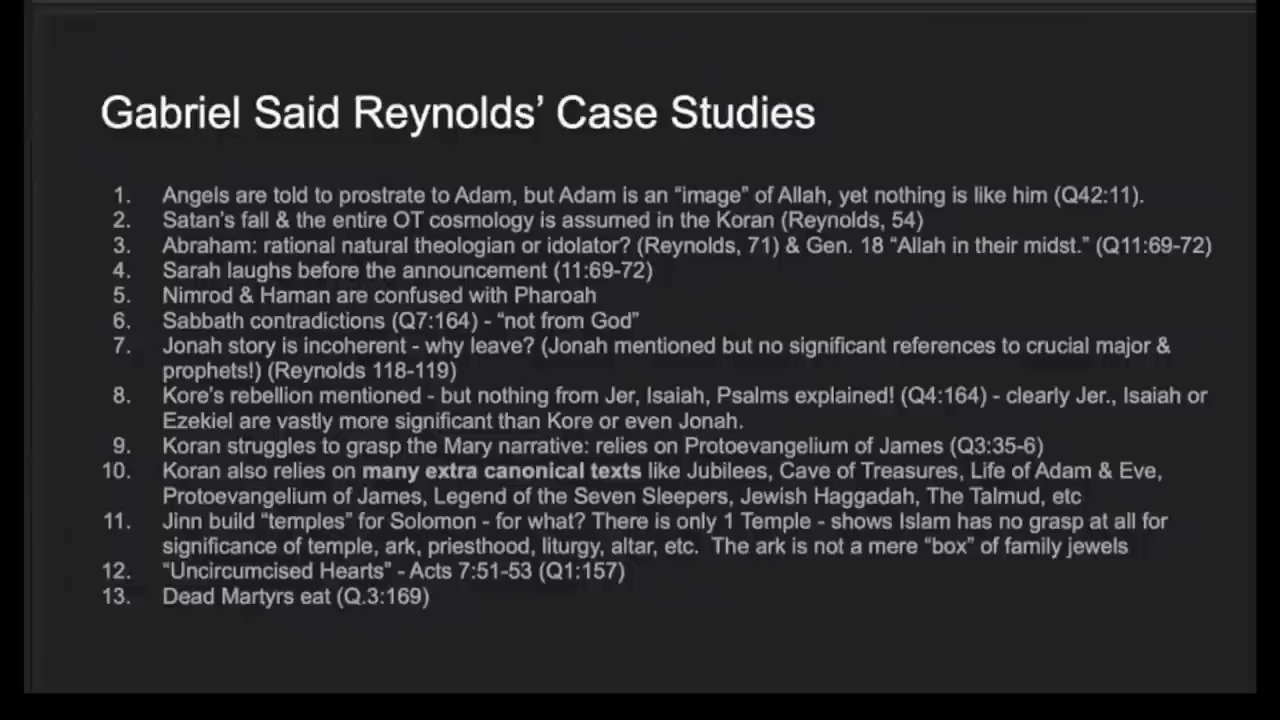 Gabriel Said Reynolds’ Case Studies
1. Angels are told to prostrate to Adam, but Adam is an “image” of Allah, yet nothing is like him (Q42:11).
2. Satan’s fall & the entire OT cosmology is assumed in the Koran (Reynolds, 54)
3. Abraham: rational natural theologian or idolator? (Reynolds, 71) & Gen. 18 “Allah in their midst.” (Q11:69-72)
4. Sarah laughs before the announcement (11:69-72)
5. Nimrod & Haman are confused with Pharoah
6. Sabbath contradictions (Q7:164) - “not from God”
7. Jonah story is incoherent - why leave? (Jonah mentioned but no significant references to crucial major &
prophets!) (Reynolds 118-119)
8. Kore’s rebellion mentioned - but nothing from Jer, Isaiah, Psalms explained! (Q4:164) - clearly Jer., Isaiah or
Ezekiel are vastly more significant than Kore or even Jonah.
9. Koran struggles to grasp the Mary narrative: relies on Protoevangelium of James (Q3:35-6)
10. Koran also relies on many extra canonical texts like Jubilees, Cave of Treasures, Life of Adam & Eve,
Protoevangelium of James, Legend of the Seven Sleepers, Jewish Haggadah, The Talmud, etc
11. Jinn build “temples” for Solomon - for what? There is only 1 Temple - shows Islam has no grasp at all for
significance of temple, ark, priesthood, liturgy, altar, etc.  The ark is not a mere “box” of family jewels
12. “Uncircumcised Hearts” - Acts 7:51-53 (Q1:157)
13. Dead Martyrs eat (Q.3:169)